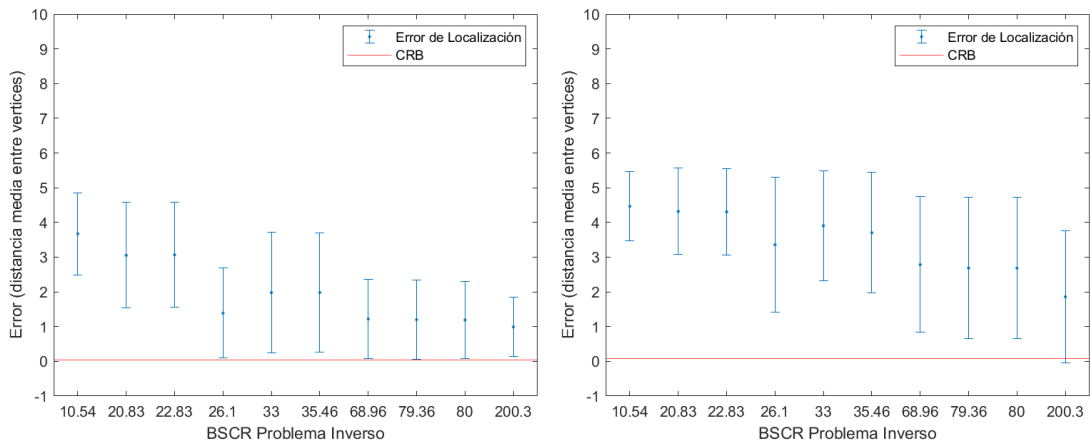 10
9
8
7
6
5
4
3
2
1
0
-1
Error (distancia media entre vertices)
Error de Localización
CRB
10.54 20.83 22.83 26.1 33 35.46 68.96 79.36 80 200.3
BSCR Problema Inverso
10
9
8
7
6
5
4
3
2
1
0
-1
Error (distancia media entre vertices)
Error de Localización
CRB
10.54 20.83 22.83 26.1 33 35.46 68.96 79.36 80 200.3
BSCR Problema Inverso